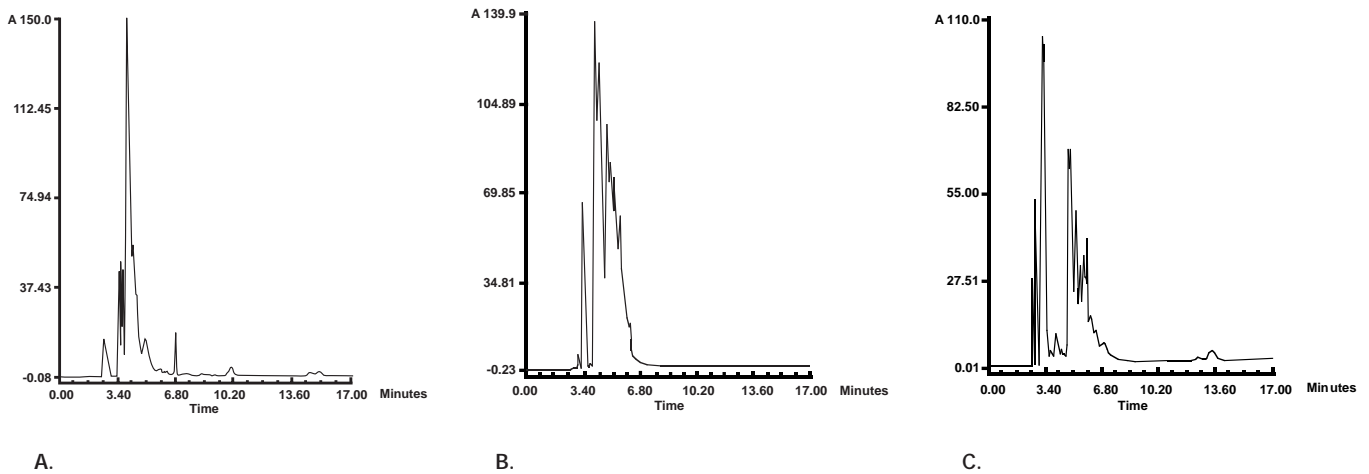 A 150.0
112.45
74.94
37.43
-0.08
0.00 3.40 6.80 10.20 13.60 17.00 Minutes
Time
A.
A 139.9
104.89
69.85
34.81
-0.23
0.00 3.40 6.80 10.20 13.60 17.00 Minutes
Time
B.
A 110.0
82.50
55.00
27.51
0.01
0.00 3.40 6.80 10.20 13.60 17.00 Minutes
Time
C.